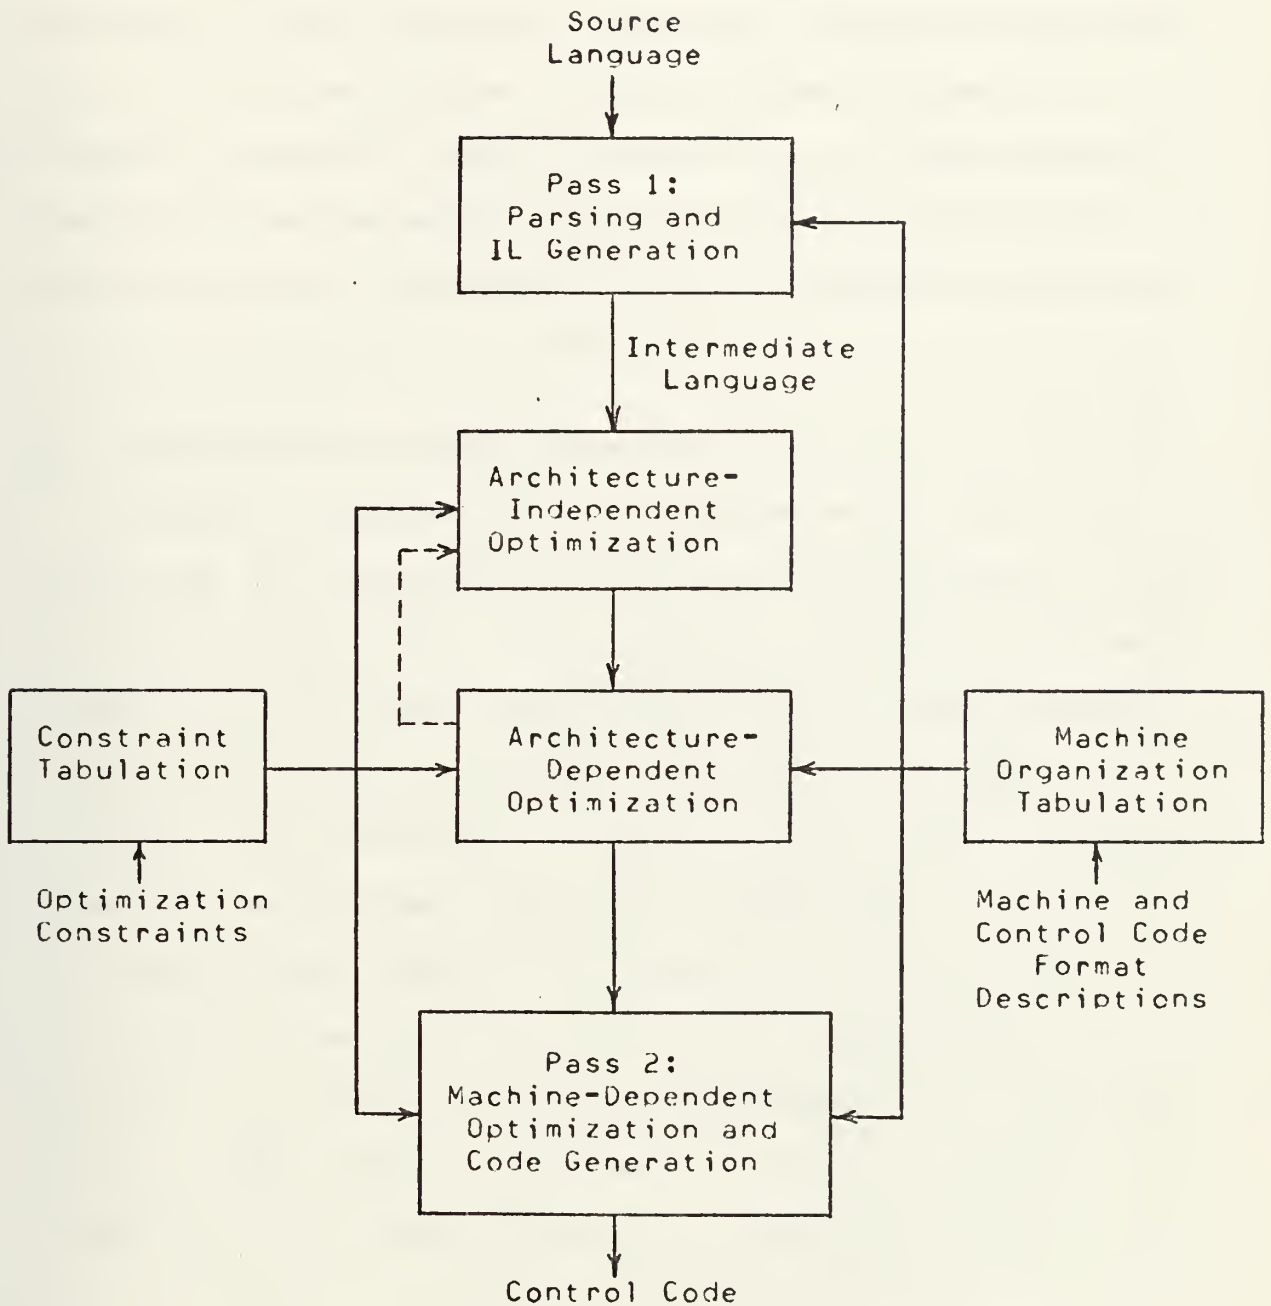 Source
Language
Pass 1:
Parsing and
IL Generation
Intermediate
Language
Architecture-
Independent
Optimization
Constraint
Tabulation
Architecture-
Dependent
Optimization
Machine
Organization
Tabulation
Optimization
Constraints
Machine and
Control Code
Format
Descriptions
Pass 2:
Machine-Dependent
Optimization and
Code Generation
Control Code